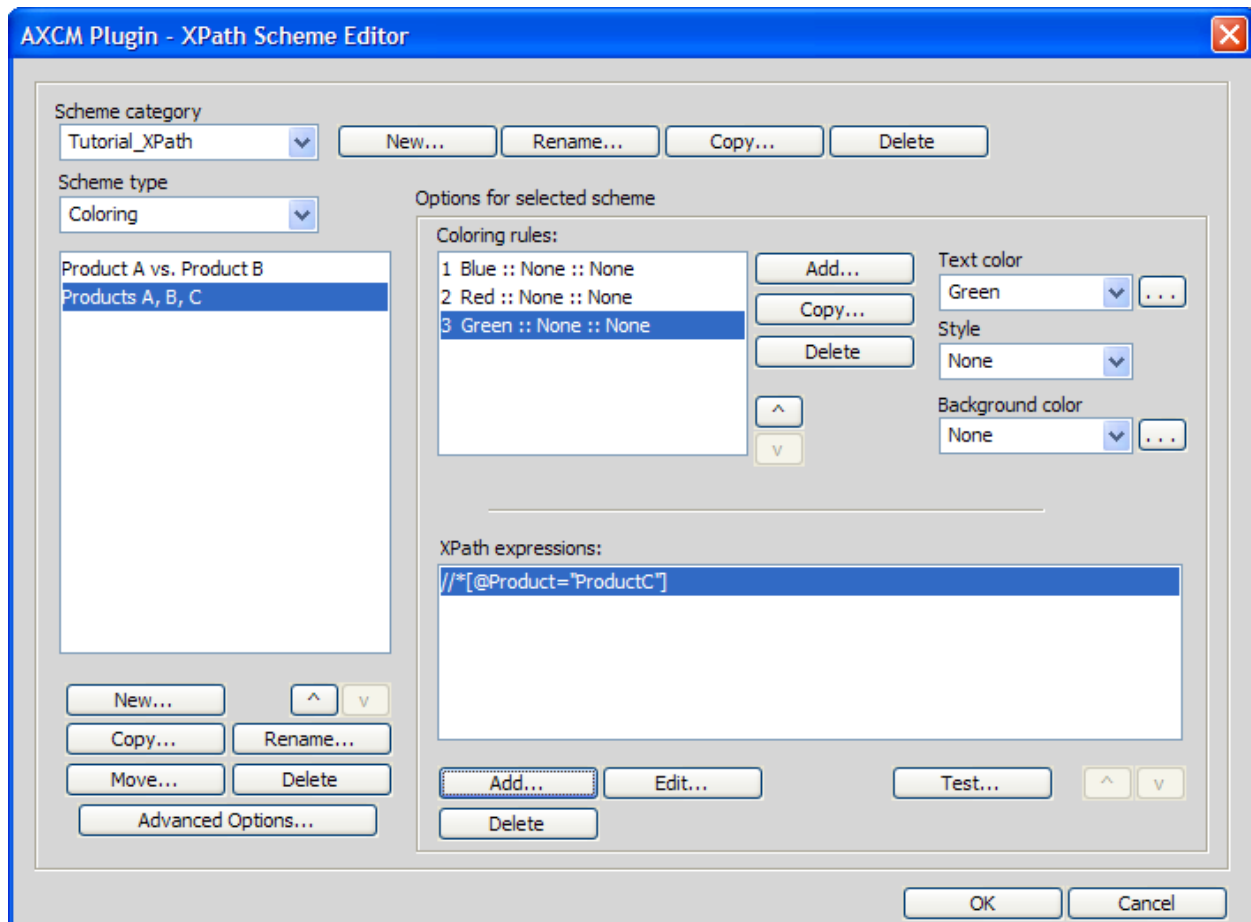 AXCM Plugin - XPath Scheme Editor
Scheme category
Tutorial_XPath
New... Rename... Copy... Delete
Scheme type
Coloring
Product A vs. Product B
Products A, B, C
New... ^ v
Copy... Rename...
Move... Delete
Advanced Options...
Options for selected scheme
Coloring rules:
1 Blue :: None :: None
2 Red :: None :: None
3 Green :: None :: None
Add...
Copy...
Delete
^
v
Text color
Green ...
Style
None
Background color
None ...
XPath expressions:
//*[@Product="ProductC"]
Add... Edit... Test... ^ v
Delete
OK Cancel